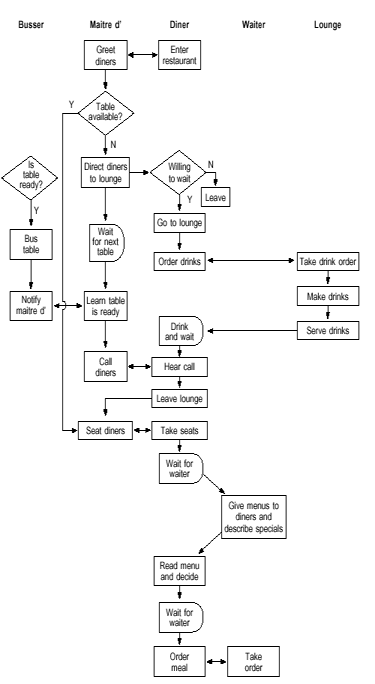 Busser
Maitre d'
Diner
Waiter
Lounge
Greet
diners
Enter
restaurant
Y
Table
available?
N
Is
table
ready?
Y
Direct diners
to lounge
Willing
to wait
N
Y
Leave
Bus
table
Wait
for next
table
Go to lounge
Order drinks
Take drink order
Make drinks
Notify
maitre d'
Learn table
is ready
Drink
and wait
Serve drinks
Call
diners
Hear call
Leave lounge
Seat diners
Take seats
Wait for
waiter
Give menus to
diners and
describe specials
Read menu
and decide
Wait for
waiter
Order
meal
Take
order